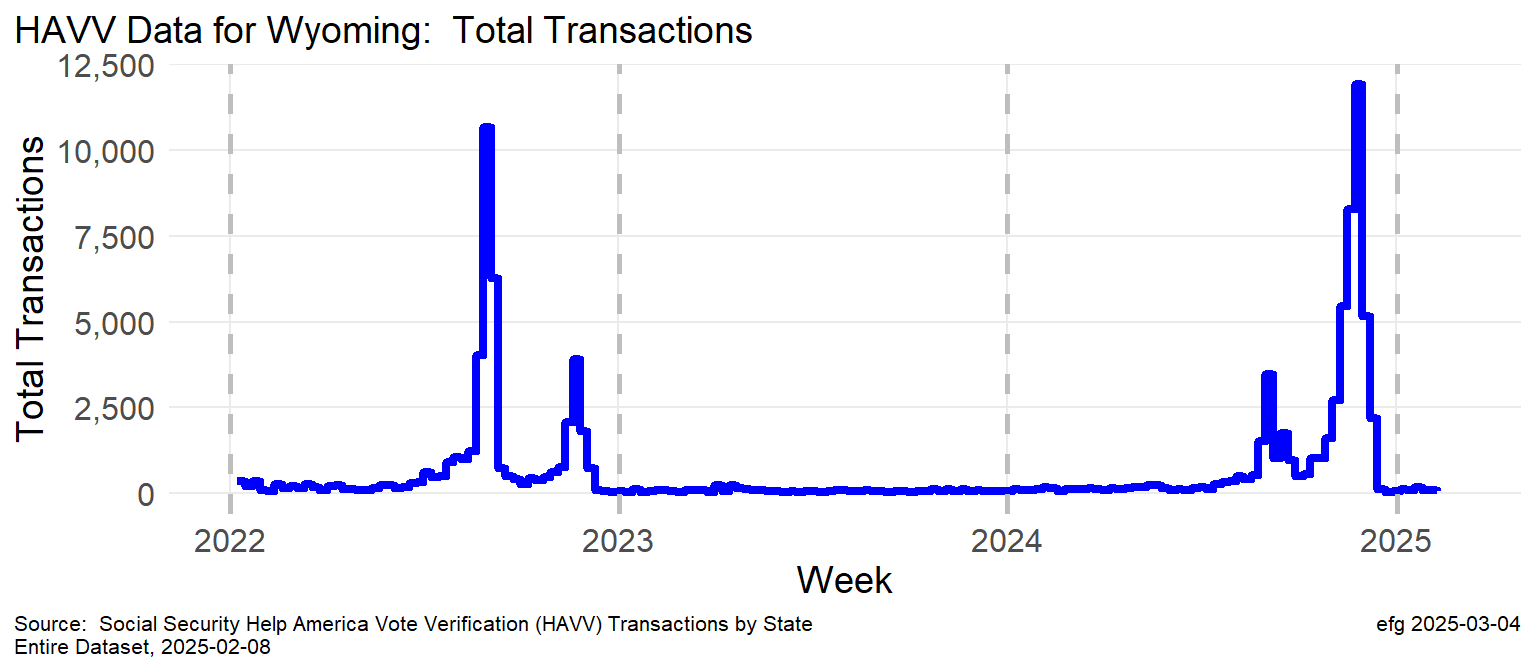 HAVV Data for Wyoming:  Total Transactions
12,500
10,000
7,500
5,000
2,500
0
Total Transactions
2022 2023 2024 2025
Week
Source:  Social Security Help America Vote Verification (HAVV) Transactions by State
Entire Dataset, 2025-02-08
efg 2025-03-04